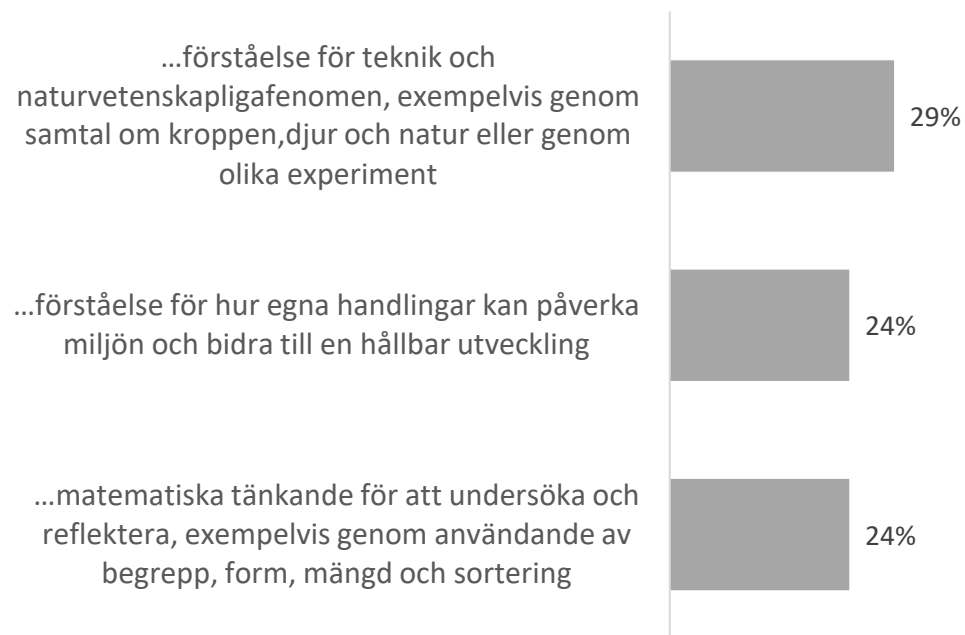 ...förståelse för teknik och
naturvetenskapligafenomen, exempelvis genom
samtal om kroppen,djur och natur eller genom
olika experiment
29%
...förståelse för hur egna handlingar kan påverka
miljön och bidra till en hållbar utveckling
24%
...matematiska tänkande för att undersöka och
reflektera, exempelvis genom användande av
begrepp, form, mängd och sortering
24%